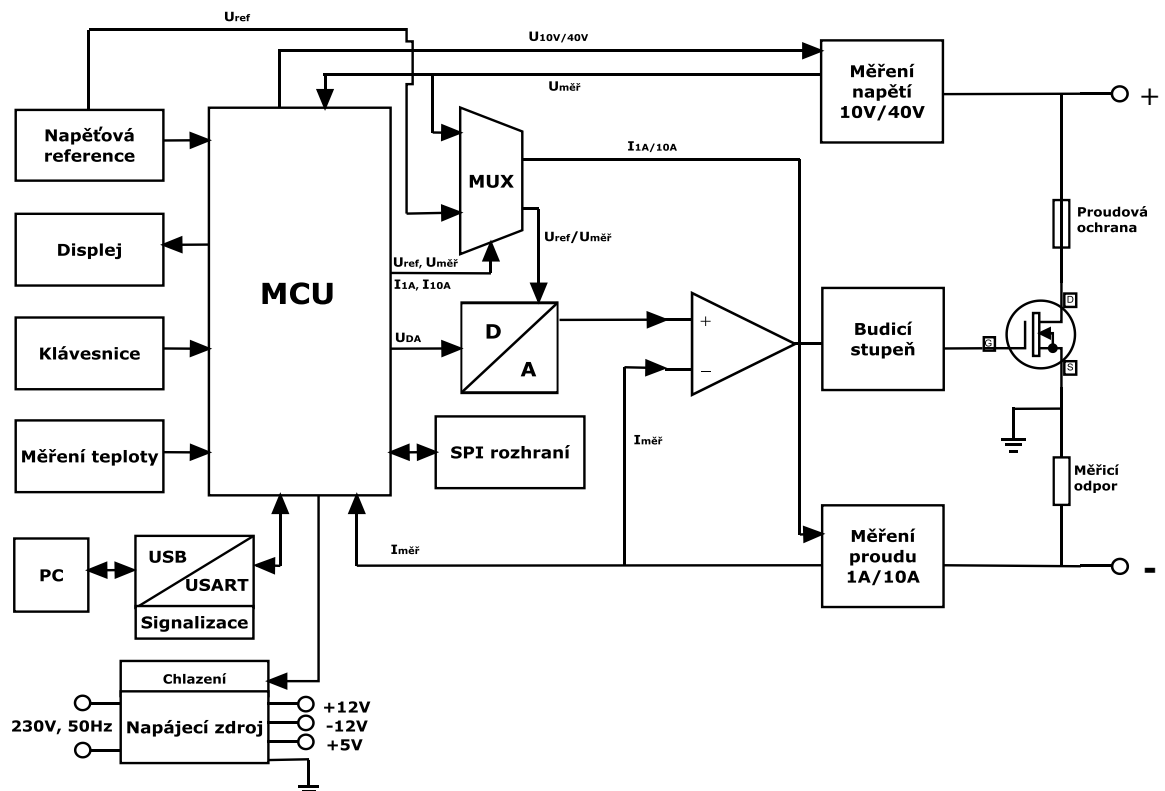 Uref
U10V/40V
Uměř
Měření
napětí
10V/40V
+
Napěťová
reference
MUX
I1A/10A
Proudová
ochrana
Displej
MCU
Uref, Uměř
I1A, I10A
Uref/Uměř
D
A
UDA
+
−
Budicí
stupeň
D
G
S
Klávesnice
Měření teploty
SPI rozhraní
Iměř
Měřicí
odpor
PC
USB
USART
Signalizace
Iměř
Měření
proudu
1A/10A
-
Chlazení
Napájecí zdroj
230V, 50Hz
+12V
-12V
+5V